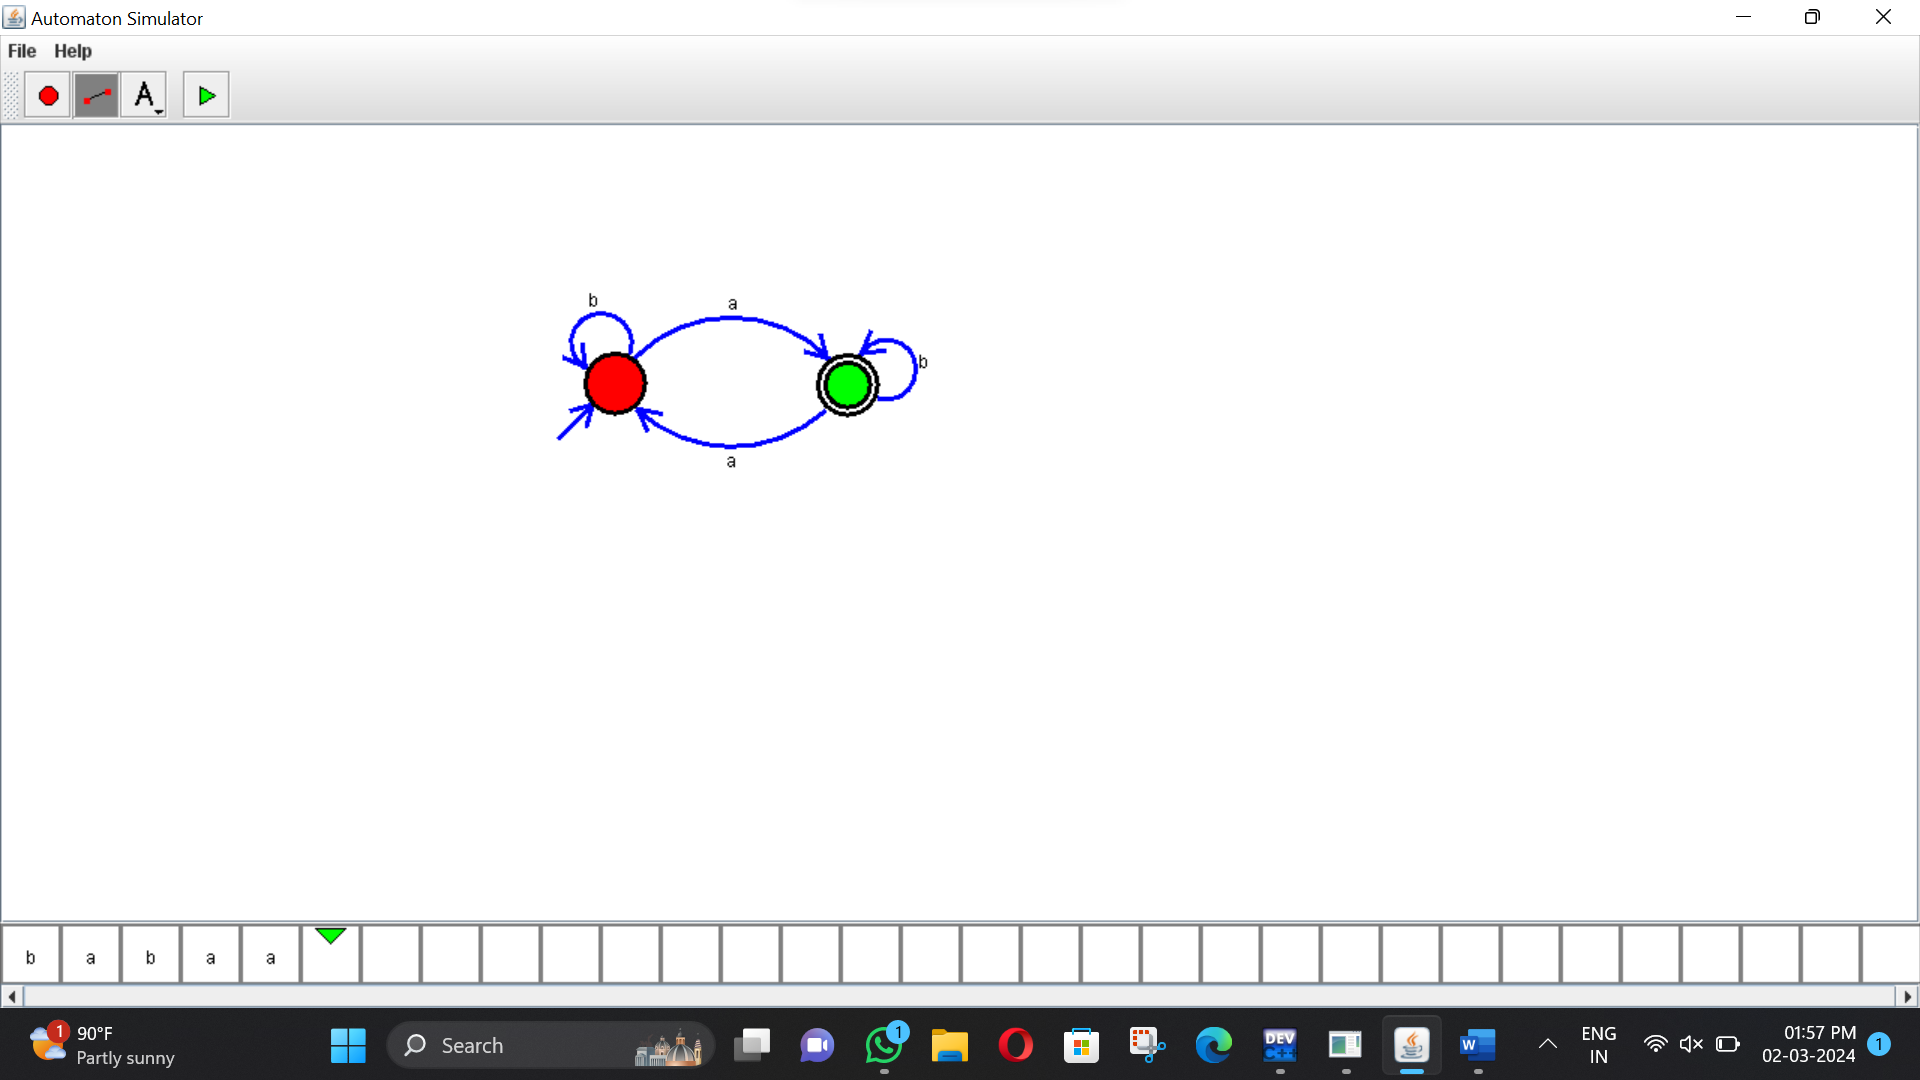 Automaton Simulator
File Help
A
b
a
b
a
b a b a a
1
90°F
Partly sunny
Search
1
DEV
C++
W
ENG
IN
01:57 PM
02-03-2024
1